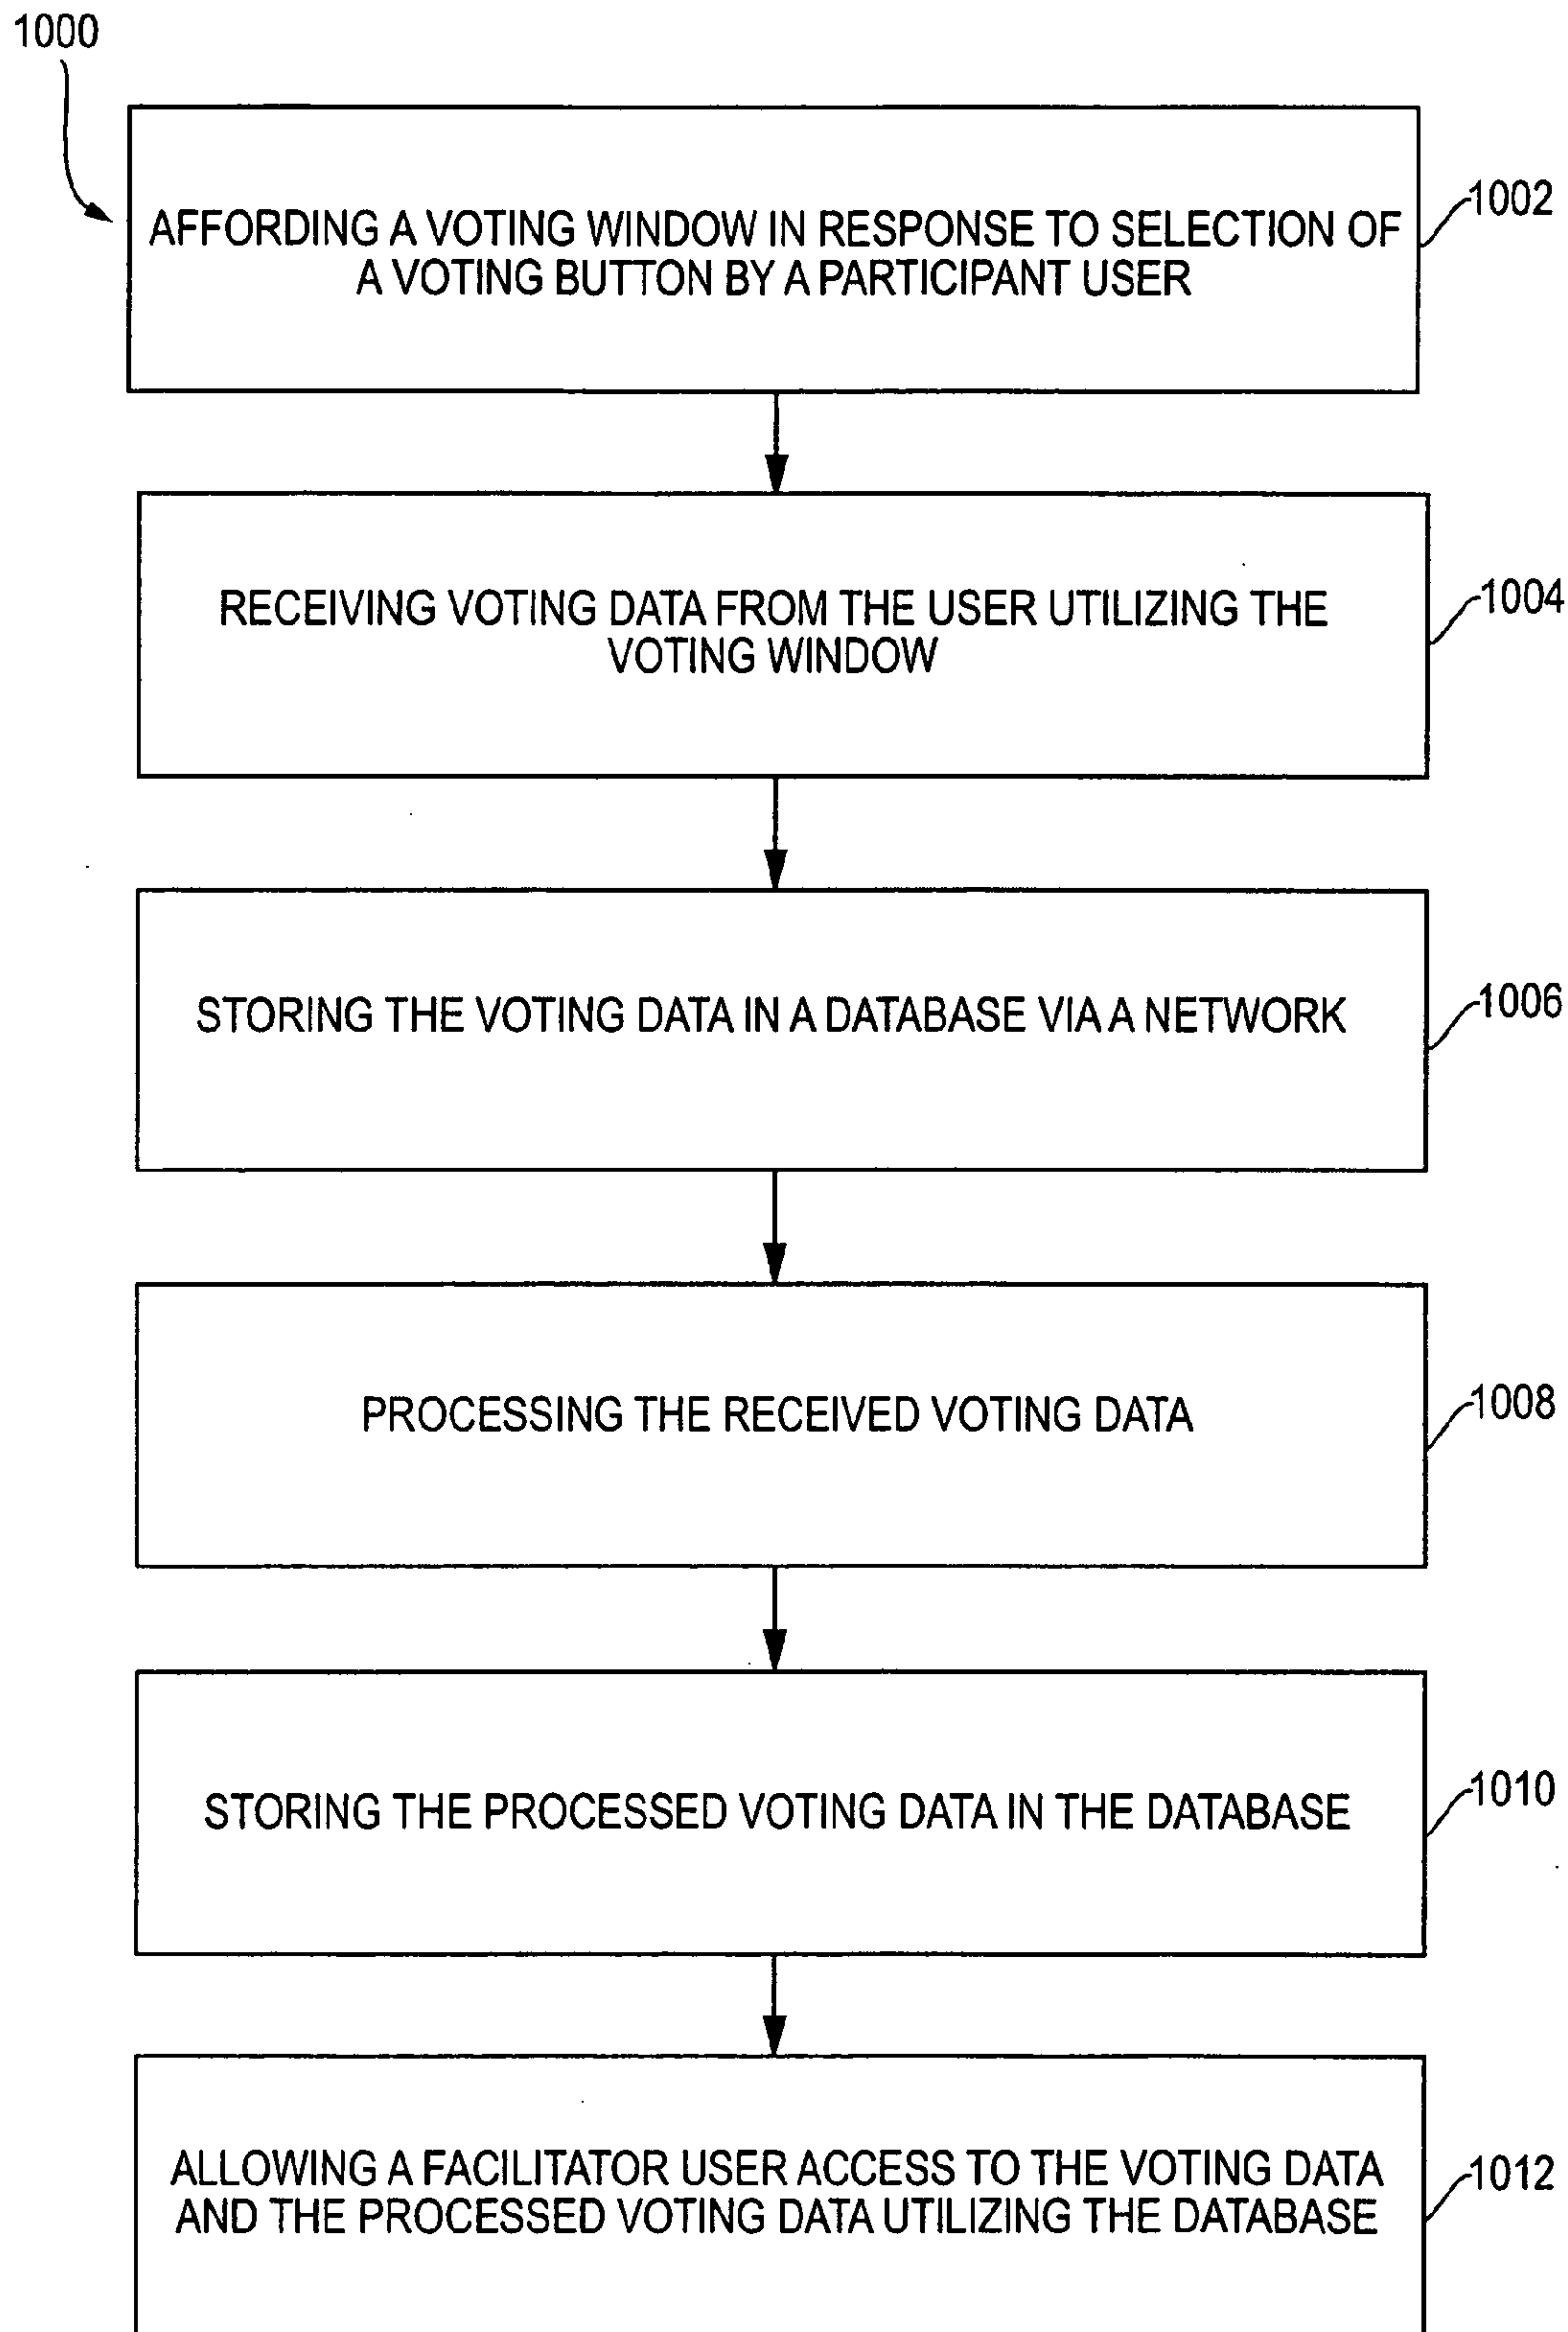 1000
AFFORDING A VOTING WINDOW IN RESPONSE TO SELECTION OF
A VOTING BUTTON BY A PARTICIPANT USER
1002
RECEIVING VOTING DATA FROM THE USER UTILIZING THE
VOTING WINDOW
1004
STORING THE VOTING DATA IN A DATABASE VIA A NETWORK
1006
PROCESSING THE RECEIVED VOTING DATA
1008
STORING THE PROCESSED VOTING DATA IN THE DATABASE
1010
ALLOWING A FACILITATOR USER ACCESS TO THE VOTING DATA
AND THE PROCESSED VOTING DATA UTILIZING THE DATABASE
1012